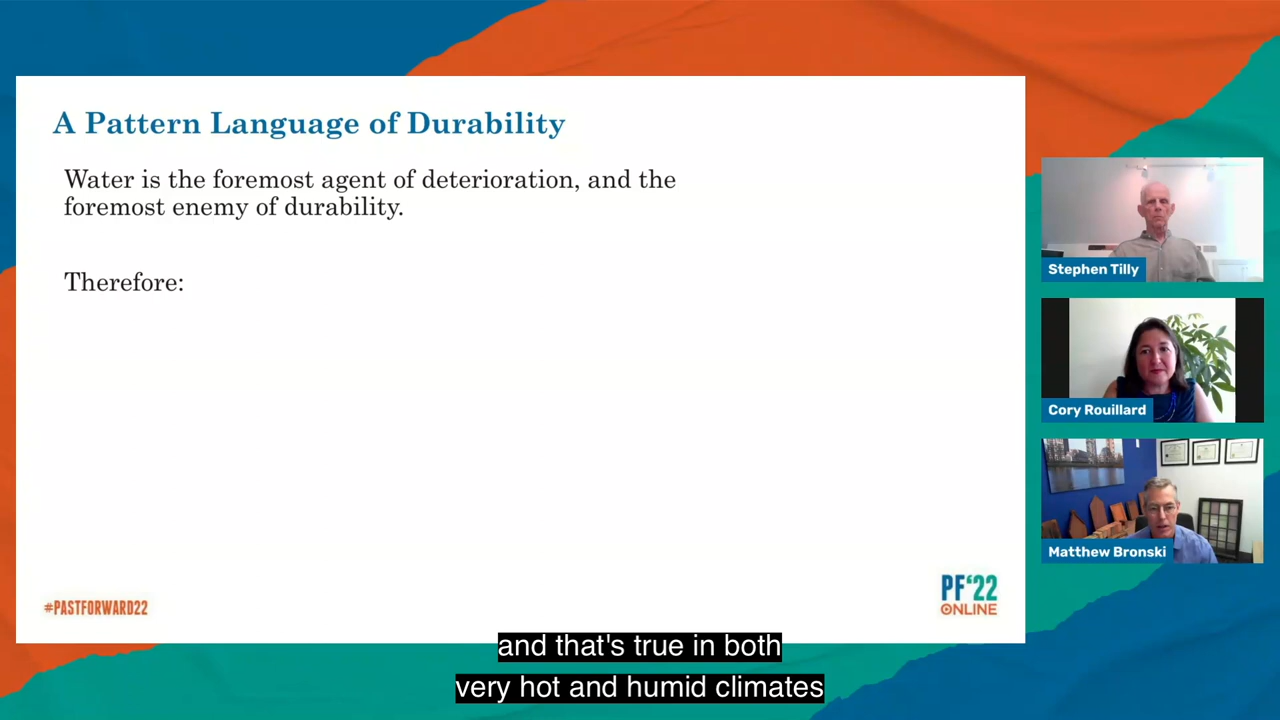 A Pattern Language of Durability
Water is the foremost agent of deterioration, and the
foremost enemy of durability.
Therefore:
#PASTFORWARD22
PF'22
ONLINE
Stephen Tilly
Cory Rouillard
Matthew Bronski
and that's true in both
very hot and humid climates